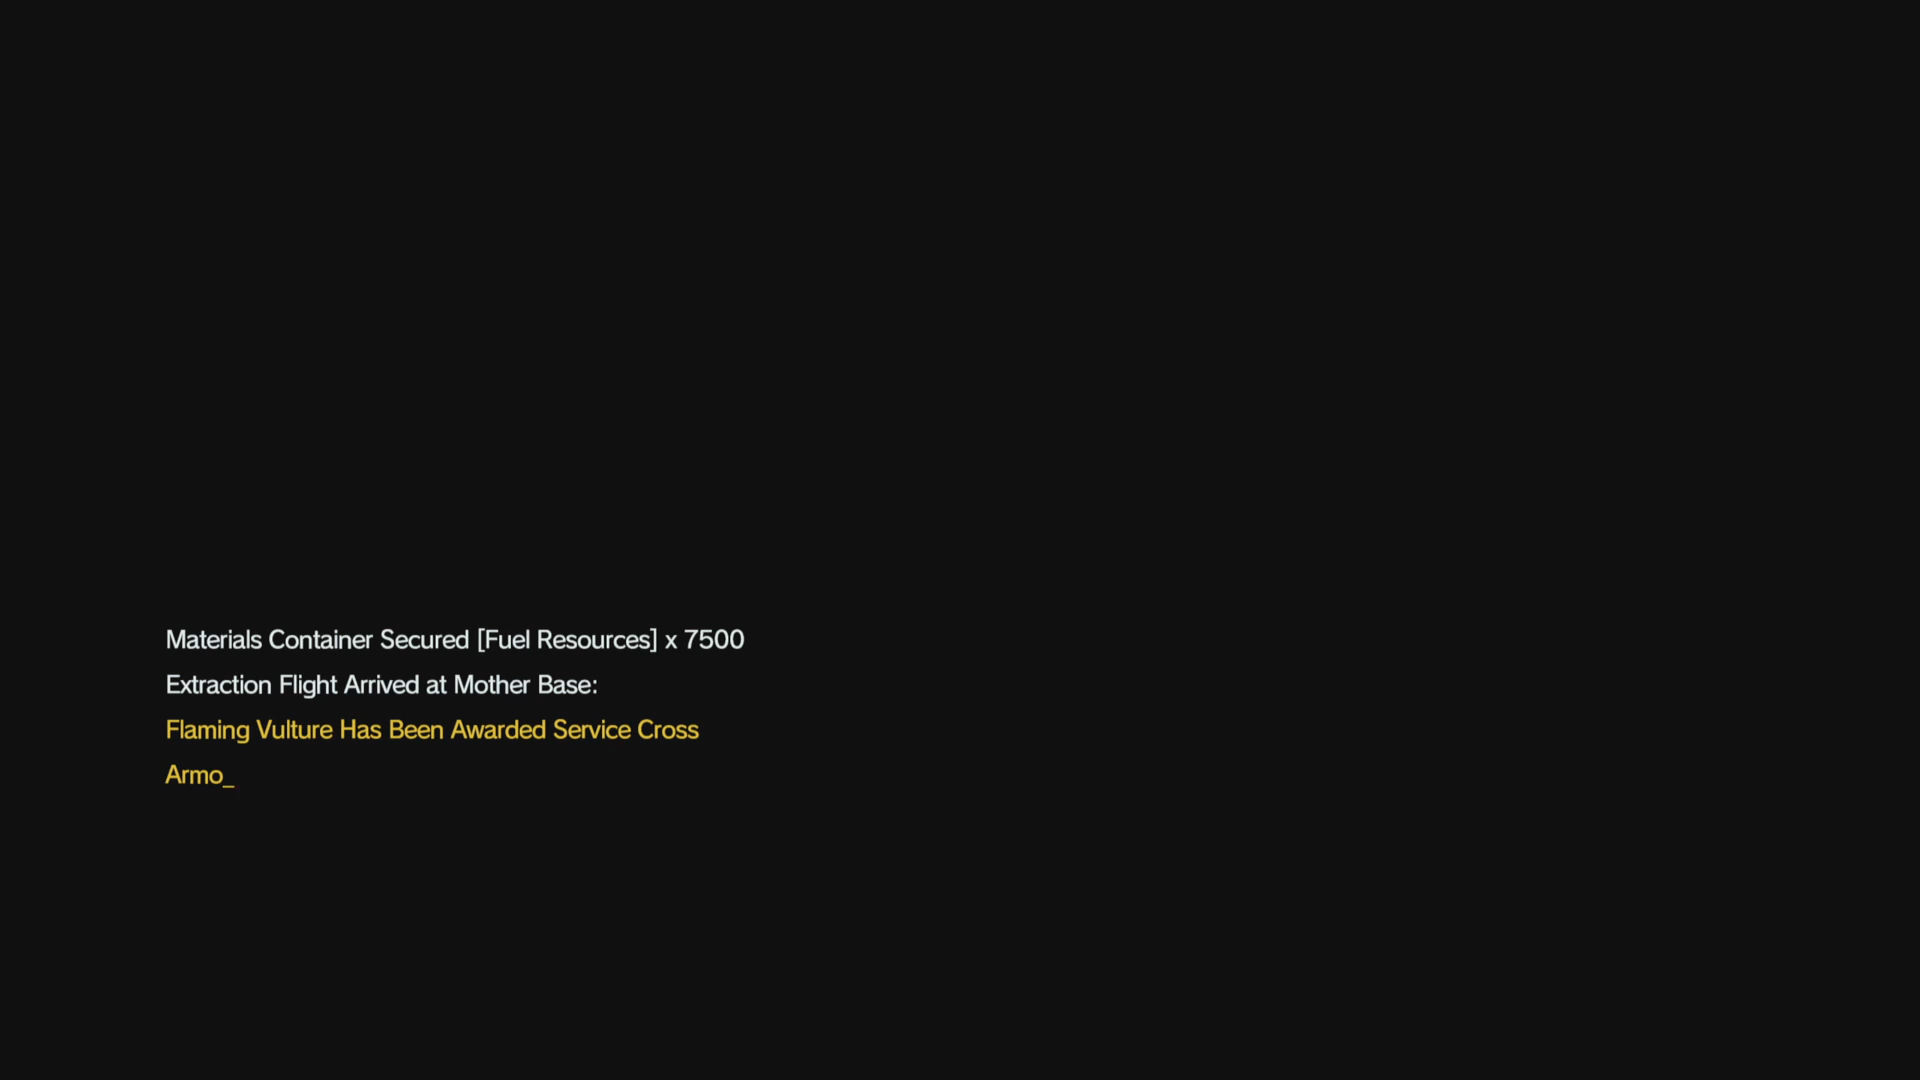 Materials Container Secured [Fuel Resources] x 7500
Extraction Flight Arrived at Mother Base:
Flaming Vulture Has Been Awarded Service Cross
Armo_